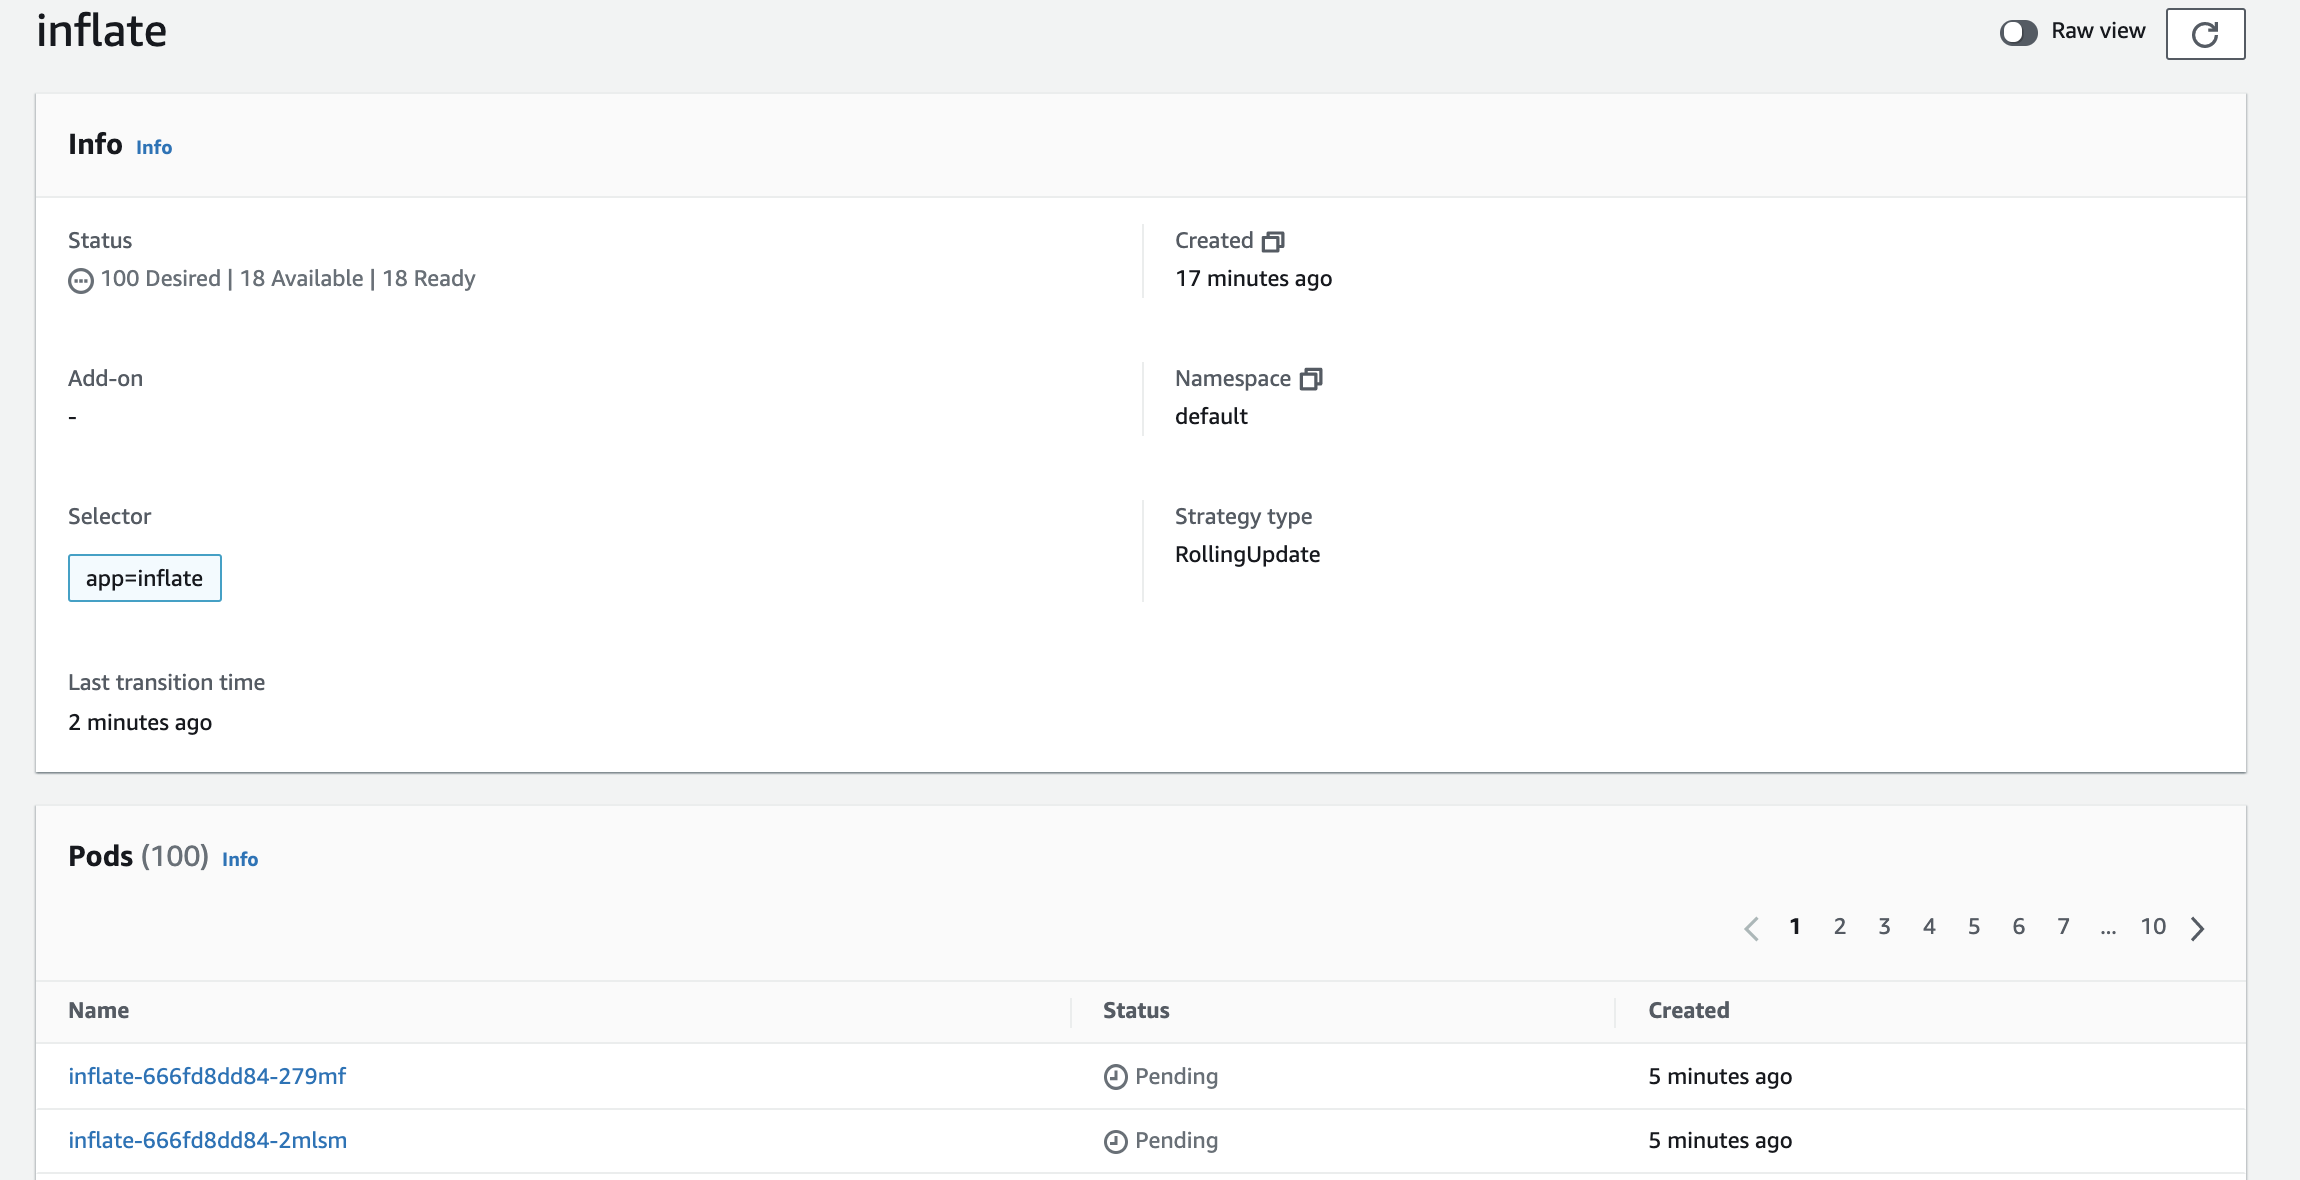 inflate
Raw view
Info Info
Status
100 Desired | 18 Available | 18 Ready
Created
17 minutes ago
Add-on
-
Namespace
default
Selector
app=inflate
Strategy type
RollingUpdate
Last transition time
2 minutes ago
Pods (100) Info
1 2 3 4 5 6 7 ... 10
Name Status Created
inflate-666fd8dd84-279mf Pending 5 minutes ago
inflate-666fd8dd84-2mlsm Pending 5 minutes ago